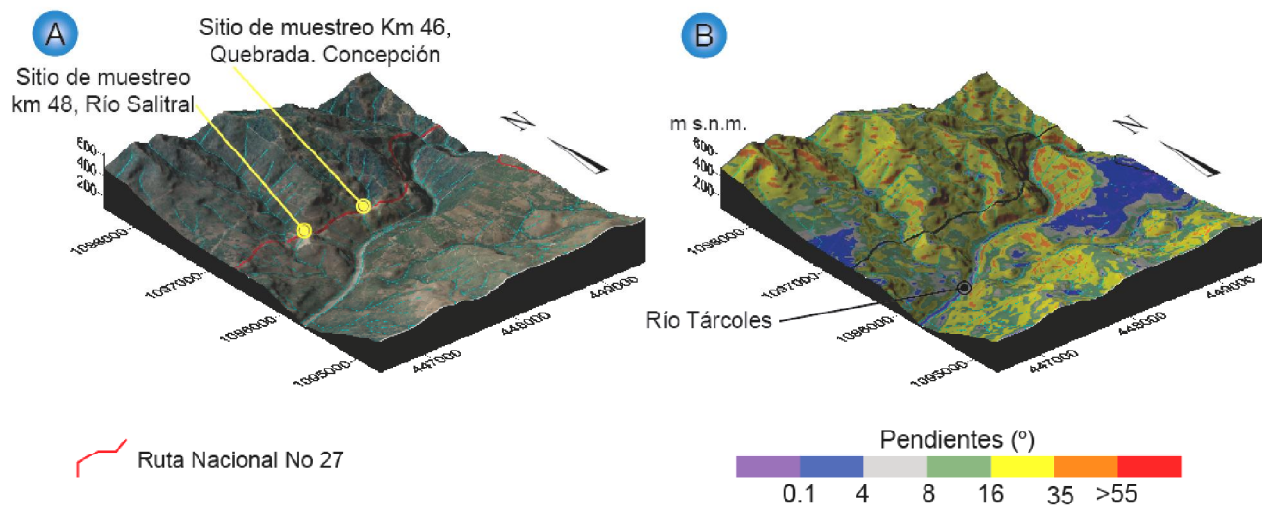 A
Sitio de muestreo Km 46,
Quebrada. Concepción
Sitio de muestreo
km 48, Río Salitral
N
600
400
200
1098000
1097000
1096000
1095000
447000
448000
449000
Ruta Nacional No 27
B
m s.n.m.
N
600
400
200
1098000
1097000
1096000
1095000
447000
448000
449000
Río Tárcoles
Pendientes (º)
0.1 4 8 16 35 >55